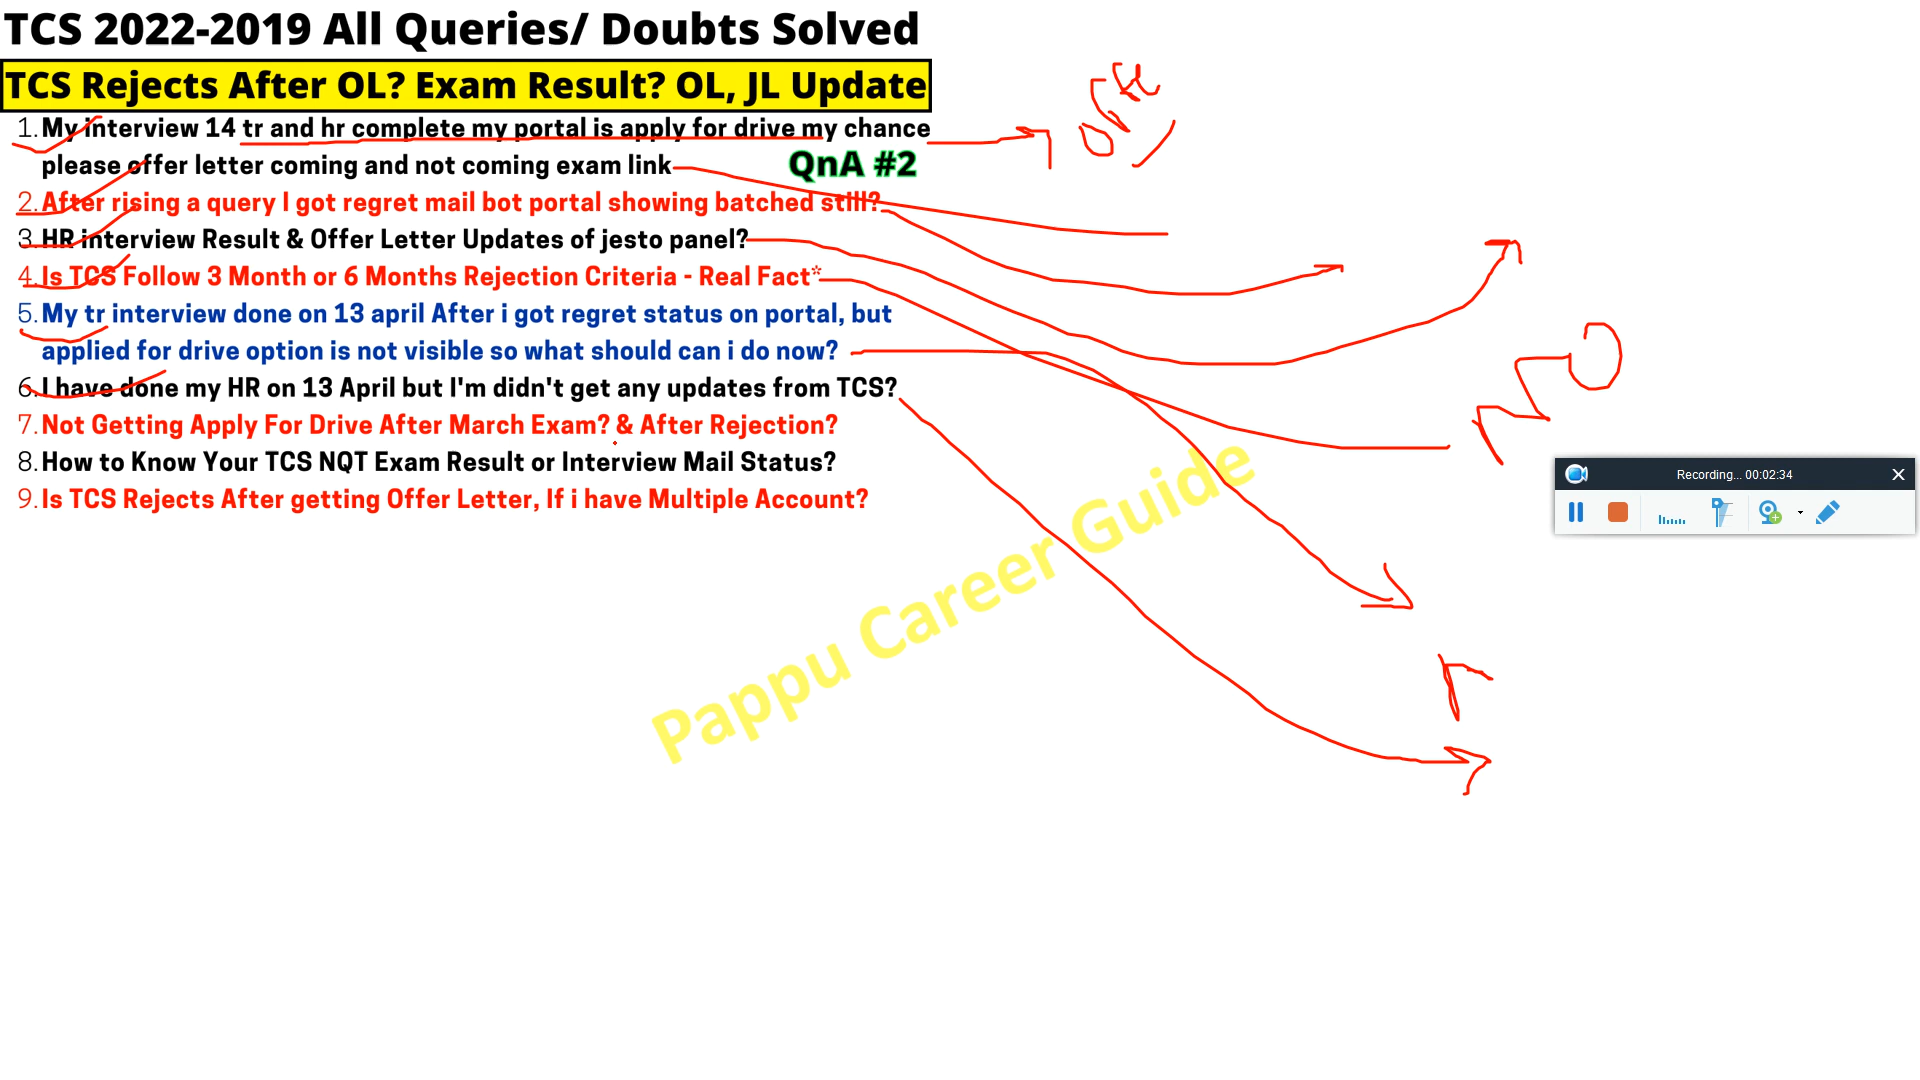 TCS 2022-2019 All Queries/ Doubts Solved
TCS Rejects After OL? Exam Result? OL, JL Update
1. My interview 14 tr and hr complete my portal is apply for drive my chance
please offer letter coming and not coming exam link
QnA #2
2. After rising a query I got regret mail bot portal showing batched still?
3. HR interview Result & Offer Letter Updates of jesto panel?
4. Is TCS Follow 3 Month or 6 Months Rejection Criteria - Real Fact*
5. My tr interview done on 13 april After i got regret status on portal, but
applied for drive option is not visible so what should can i do now?
6. I have done my HR on 13 April but I'm didn't get any updates from TCS?
7. Not Getting Apply For Drive After March Exam? & After Rejection?
8. How to Know Your TCS NQT Exam Result or Interview Mail Status?
9. Is TCS Rejects After getting Offer Letter, If i have Multiple Account?
Pappu Career Guide
NO
Recording... 00:02:34